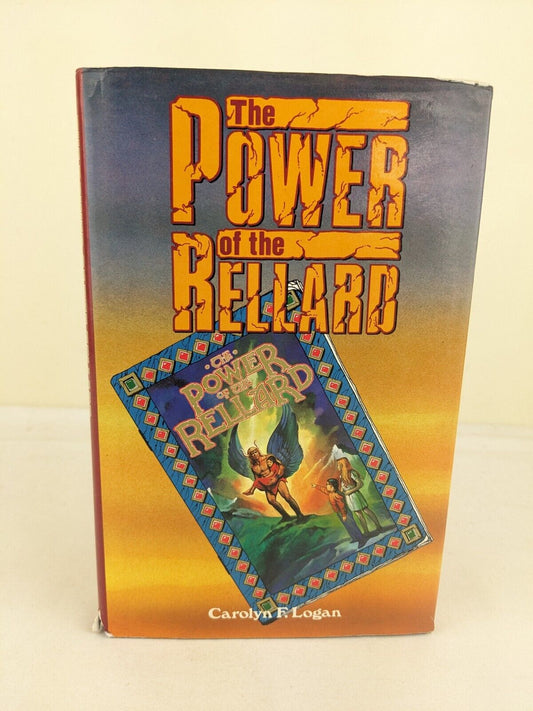 The
POWER
of the
RELLARD
· THE ·
POWER
OF THE
RELLARD
Carolyn F. Logan